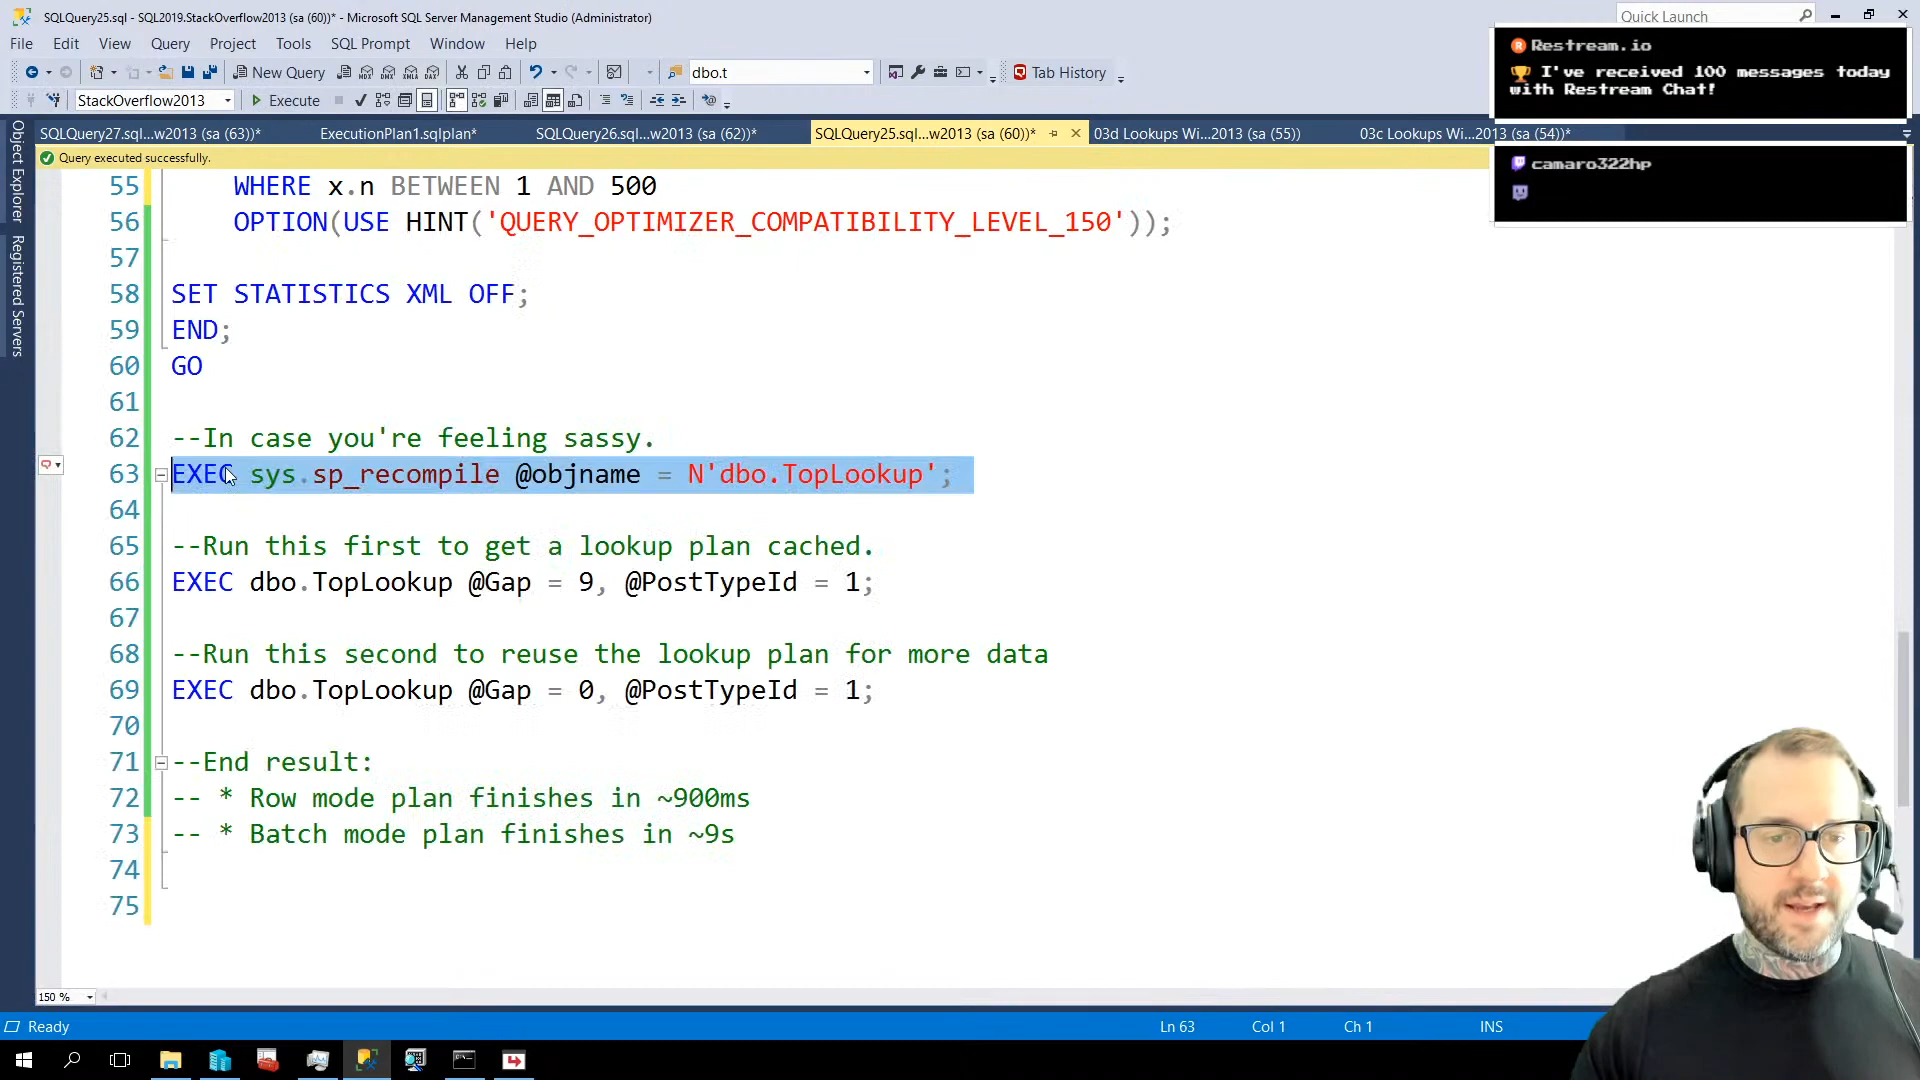 SQLQuery25.sql - SQL2019.StackOverflow2013 (sa (60))* - Microsoft SQL Server Management Studio (Administrator)
Quick Launch
File Edit View Query Project Tools SQL Prompt Window Help
New Query
dbo.t
Tab History
StackOverflow2013
Execute
SQLQuery27.sql...w2013 (sa (63))*
ExecutionPlan1.sqlplan*
SQLQuery26.sql...w2013 (sa (62))*
SQLQuery25.sql...w2013 (sa (60))*
03d Lookups Wi...2013 (sa (55))
03c Lookups Wi...2013 (sa (54))*
Query executed successfully.
Restream.io
I've received 100 messages today
with Restream Chat!
camaro322hp
Object Explorer
Registered Servers
55 WHERE x.n BETWEEN 1 AND 500
56 OPTION(USE HINT('QUERY_OPTIMIZER_COMPATIBILITY_LEVEL_150'));
57
58 SET STATISTICS XML OFF;
59 END;
60 GO
61
62 --In case you're feeling sassy.
63 EXEC sys.sp_recompile @objname = N'dbo.TopLookup';
64
65 --Run this first to get a lookup plan cached.
66 EXEC dbo.TopLookup @Gap = 9, @PostTypeId = 1;
67
68 --Run this second to reuse the lookup plan for more data
69 EXEC dbo.TopLookup @Gap = 0, @PostTypeId = 1;
70
71 --End result:
72 -- * Row mode plan finishes in ~900ms
73 -- * Batch mode plan finishes in ~9s
74
75
150 %
Ready
Ln 63
Col 1
Ch 1
INS